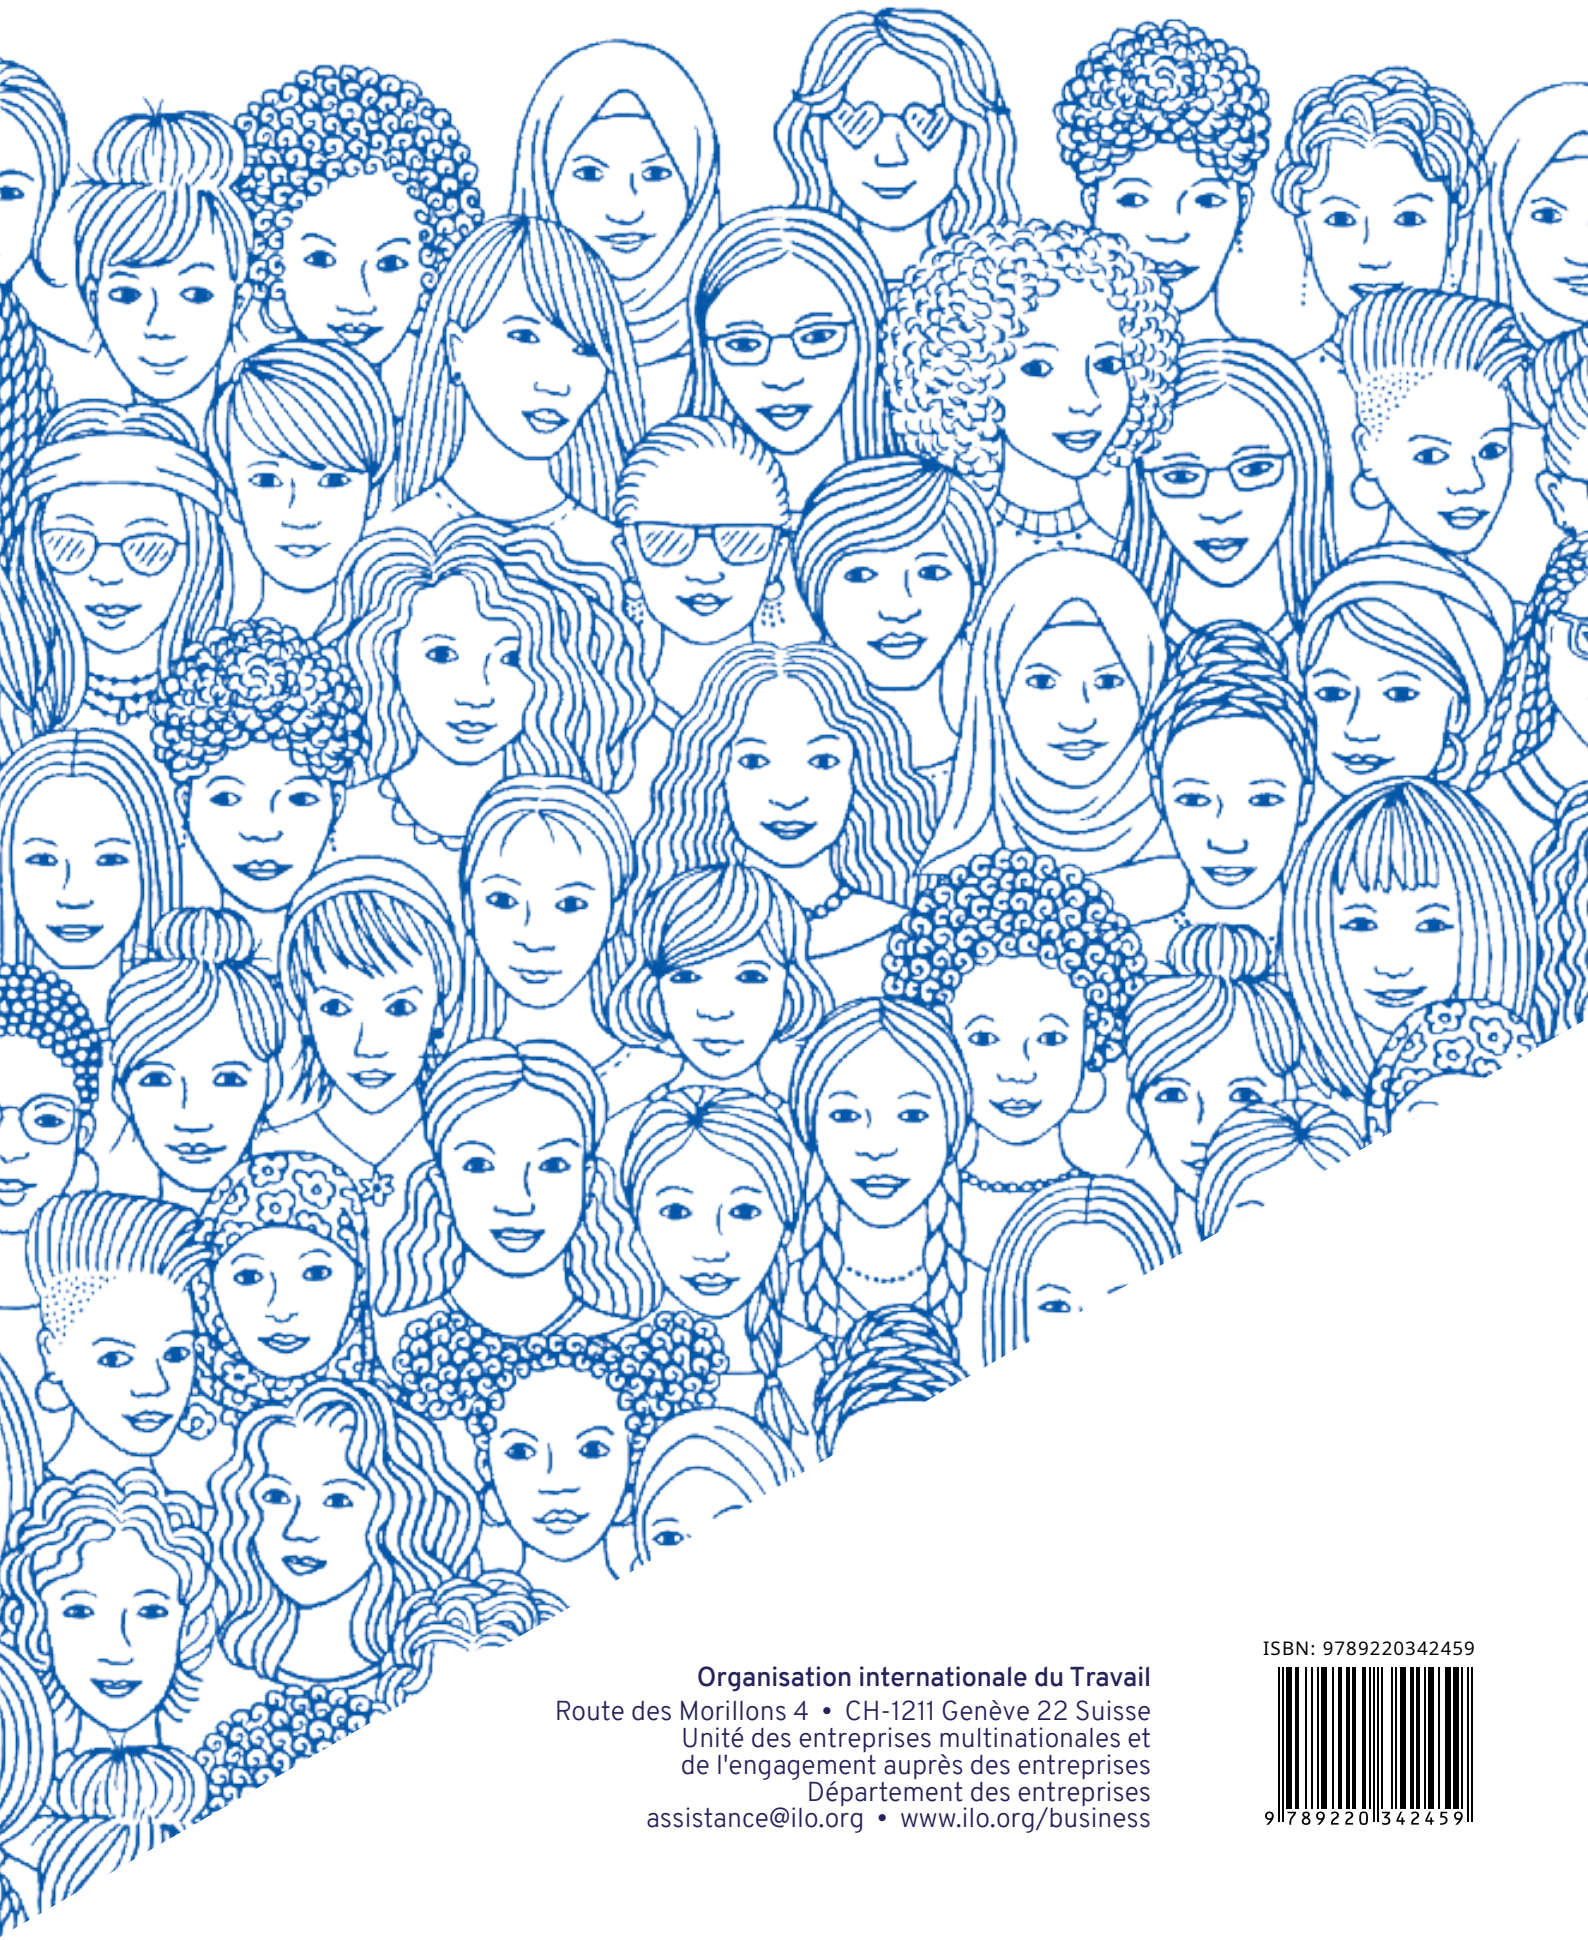 ISBN: 9789220342459
Organisation internationale du Travail
Route des Morillons 4 • CH-1211 Genève 22 Suisse
Unité des entreprises multinationales et
de l'engagement auprès des entreprises
Département des entreprises
assistance@ilo.org • www.ilo.org/business
9 789220 342459